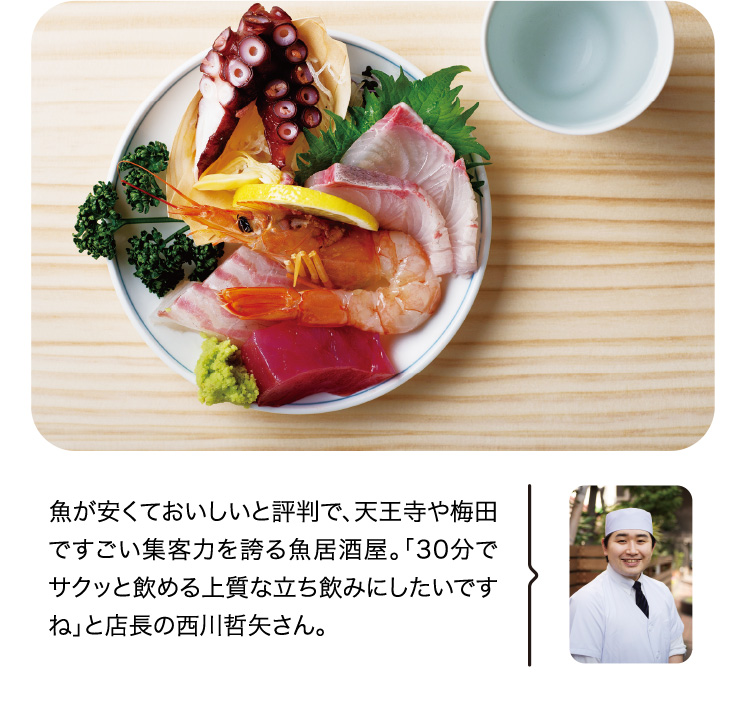 魚が安くておいしいと評判で、天王寺や梅田
ですごい集客力を誇る魚居酒屋。「30分で
サクッと飲める上質な立ち飲みにしたいです
ね」と店長の西川哲矢さん。